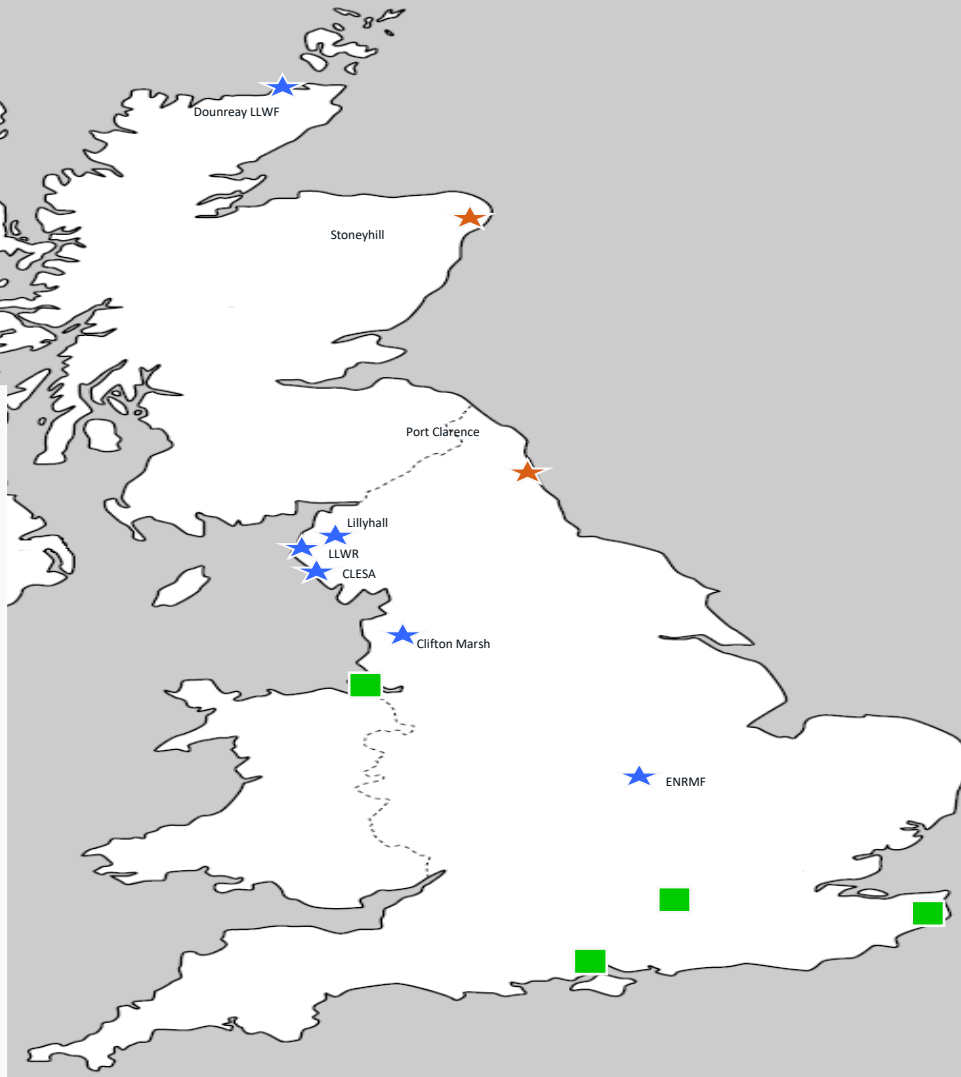 Dounreay LLWF
Stoneyhill
Port Clarence
Lillyhall
LLWR
CLESA
Clifton Marsh
ENRMF